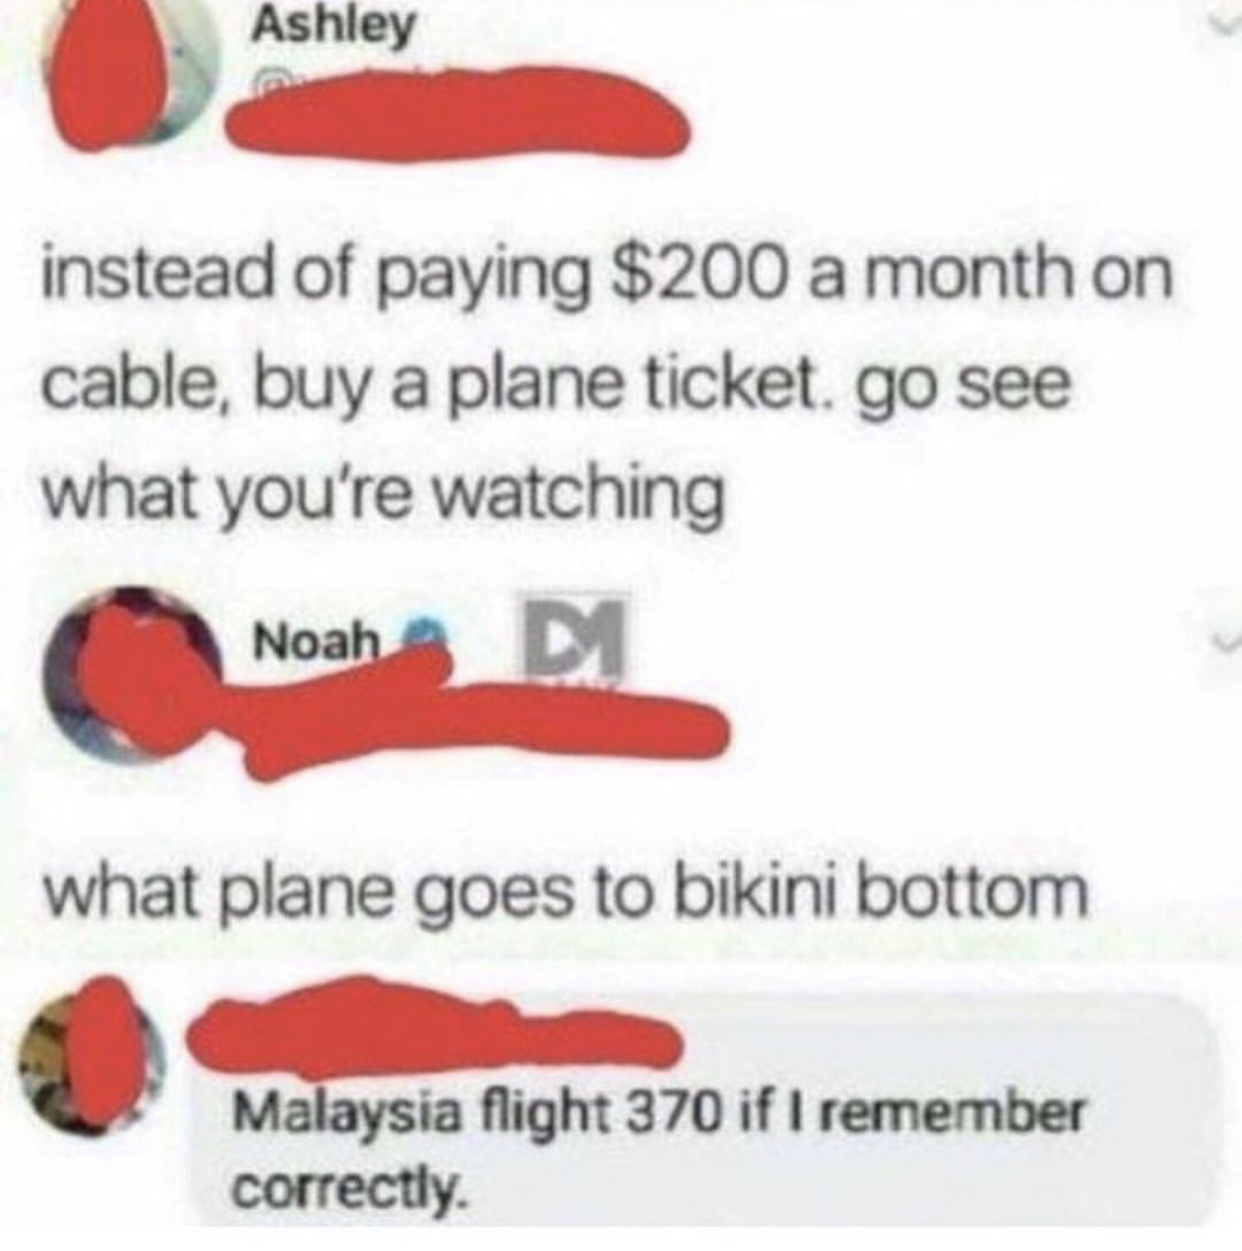 Ashley
instead of paying $200 a month on
cable, buy a plane ticket. go see
what you're watching
Noah
DM
what plane goes to bikini bottom
Malaysia flight 370 if I remember
correctly.